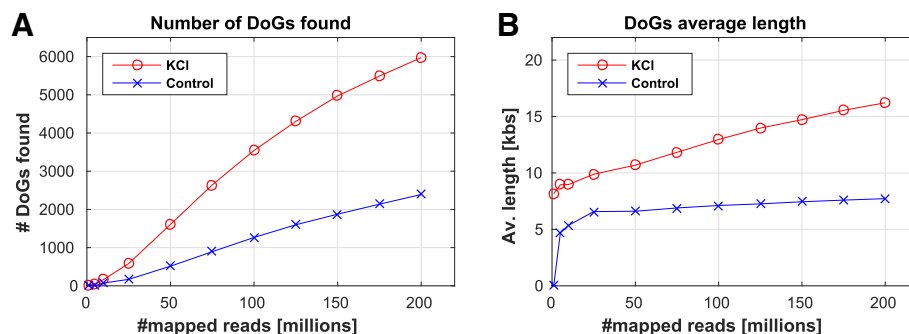 A
Number of DoGs found
KCl
Control
# DoGs found
6000
5000
4000
3000
2000
1000
0
0
50
100
150
200
#mapped reads [millions]
B
DoGs average length
KCl
Control
Av. length [kbs]
20
15
10
5
0
0
50
100
150
200
#mapped reads [millions]